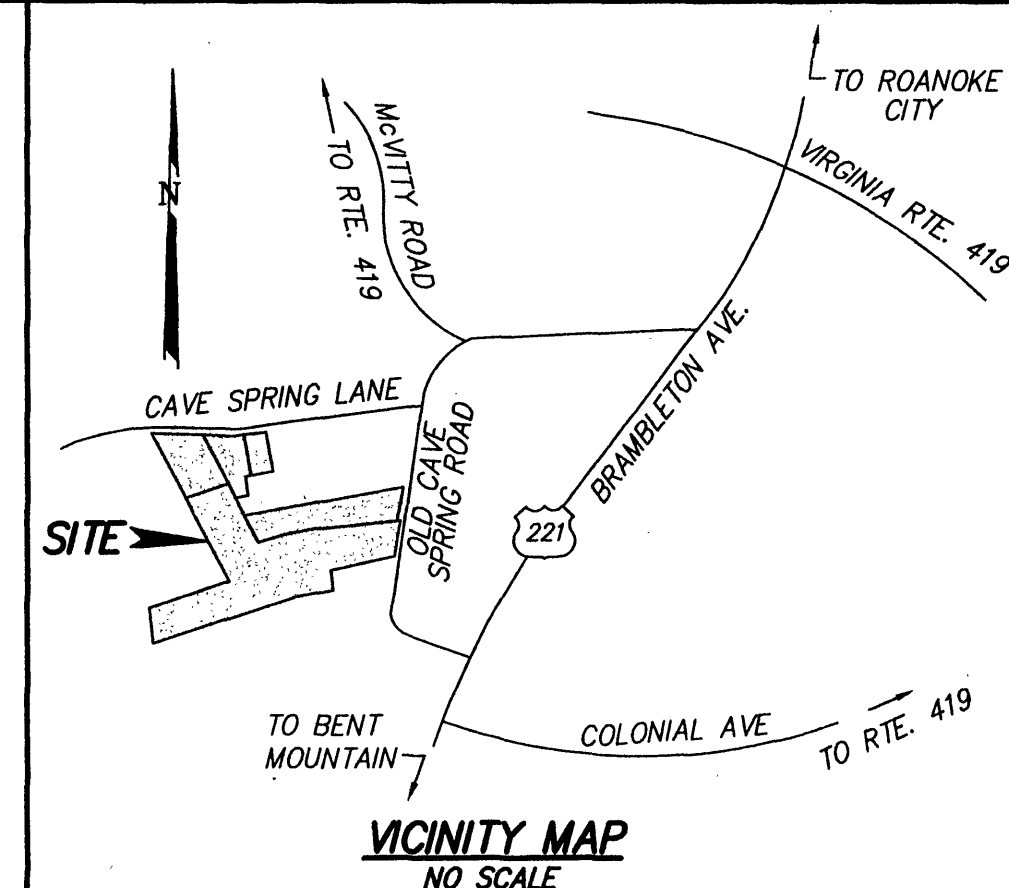 TO ROANOKE
CITY
McVITTY ROAD
TO RTE. 419
VIRGINIA RTE. 419
N
BRAMBLETON AVE.
CAVE SPRING LANE
OLD CAVE
SPRING ROAD
221
SITE
TO BENT
MOUNTAIN
COLONIAL AVE
TO RTE. 419
VICINITY MAP
NO SCALE